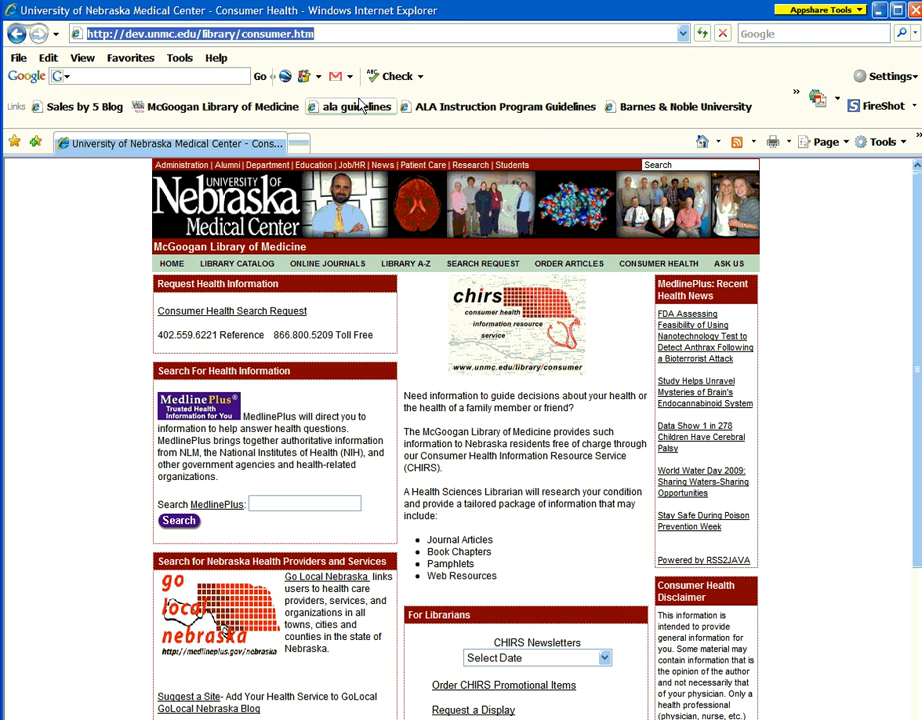 University of Nebraska Medical Center - Consumer Health - Windows Internet Explorer
Appshare Tools
http://dev.unmc.edu/library/consumer.htm
Google
File Edit View Favorites Tools Help
Google G Go Check Settings
Links Sales by 5 Blog McGoogan Library of Medicine ala guidelines ALA Instruction Program Guidelines Barnes & Noble University » FireShot
University of Nebraska Medical Center - Cons... Page Tools
Administration | Alumni | Department | Education | Job/HR | News | Patient Care | Research | Students Search
UNIVERSITY OF
Nebraska
Medical Center
McGoogan Library of Medicine
HOME LIBRARY CATALOG ONLINE JOURNALS LIBRARY A-Z SEARCH REQUEST ORDER ARTICLES CONSUMER HEALTH ASK US
Request Health Information
Consumer Health Search Request
402.559.6221 Reference 866.800.5209 Toll Free
Search For Health Information
MedlinePlus®
Trusted Health
Information for You
MedlinePlus will direct you to
information to help answer health questions.
MedlinePlus brings together authoritative information
from NLM, the National Institutes of Health (NIH), and
other government agencies and health-related
organizations.
Search MedlinePlus:
Search
Search for Nebraska Health Providers and Services
go
local
nebraska
http://medlineplus.gov/nebraska
Go Local Nebraska links
users to health care
providers, services, and
organizations in all
towns, cities and
counties in the state of
Nebraska.
Suggest a Site- Add Your Health Service to GoLocal
GoLocal Nebraska Blog
chirs
consumer health
information resource
service
www.unmc.edu/library/consumer
Need information to guide decisions about your health or
the health of a family member or friend?
The McGoogan Library of Medicine provides such
information to Nebraska residents free of charge through
our Consumer Health Information Resource Service
(CHIRS).
A Health Sciences Librarian will research your condition
and provide a tailored package of information that may
include:
• Journal Articles
• Book Chapters
• Pamphlets
• Web Resources
For Librarians
CHIRS Newsletters
Select Date
Order CHIRS Promotional Items
Request a Display
MedlinePlus: Recent
Health News
FDA Assessing
Feasibility of Using
Nanotechnology Test to
Detect Anthrax Following
a Bioterrorist Attack
Study Helps Unravel
Mysteries of Brain's
Endocannabinoid System
Data Show 1 in 278
Children Have Cerebral
Palsy
World Water Day 2009:
Sharing Waters-Sharing
Opportunities
Stay Safe During Poison
Prevention Week
Powered by RSS2JAVA
Consumer Health
Disclaimer
This information is
intended to provide
general information for
you. Some material may
contain information that is
the opinion of the author
and not necessarily that
of your physician. Only a
health professional
(physician, nurse, etc.)